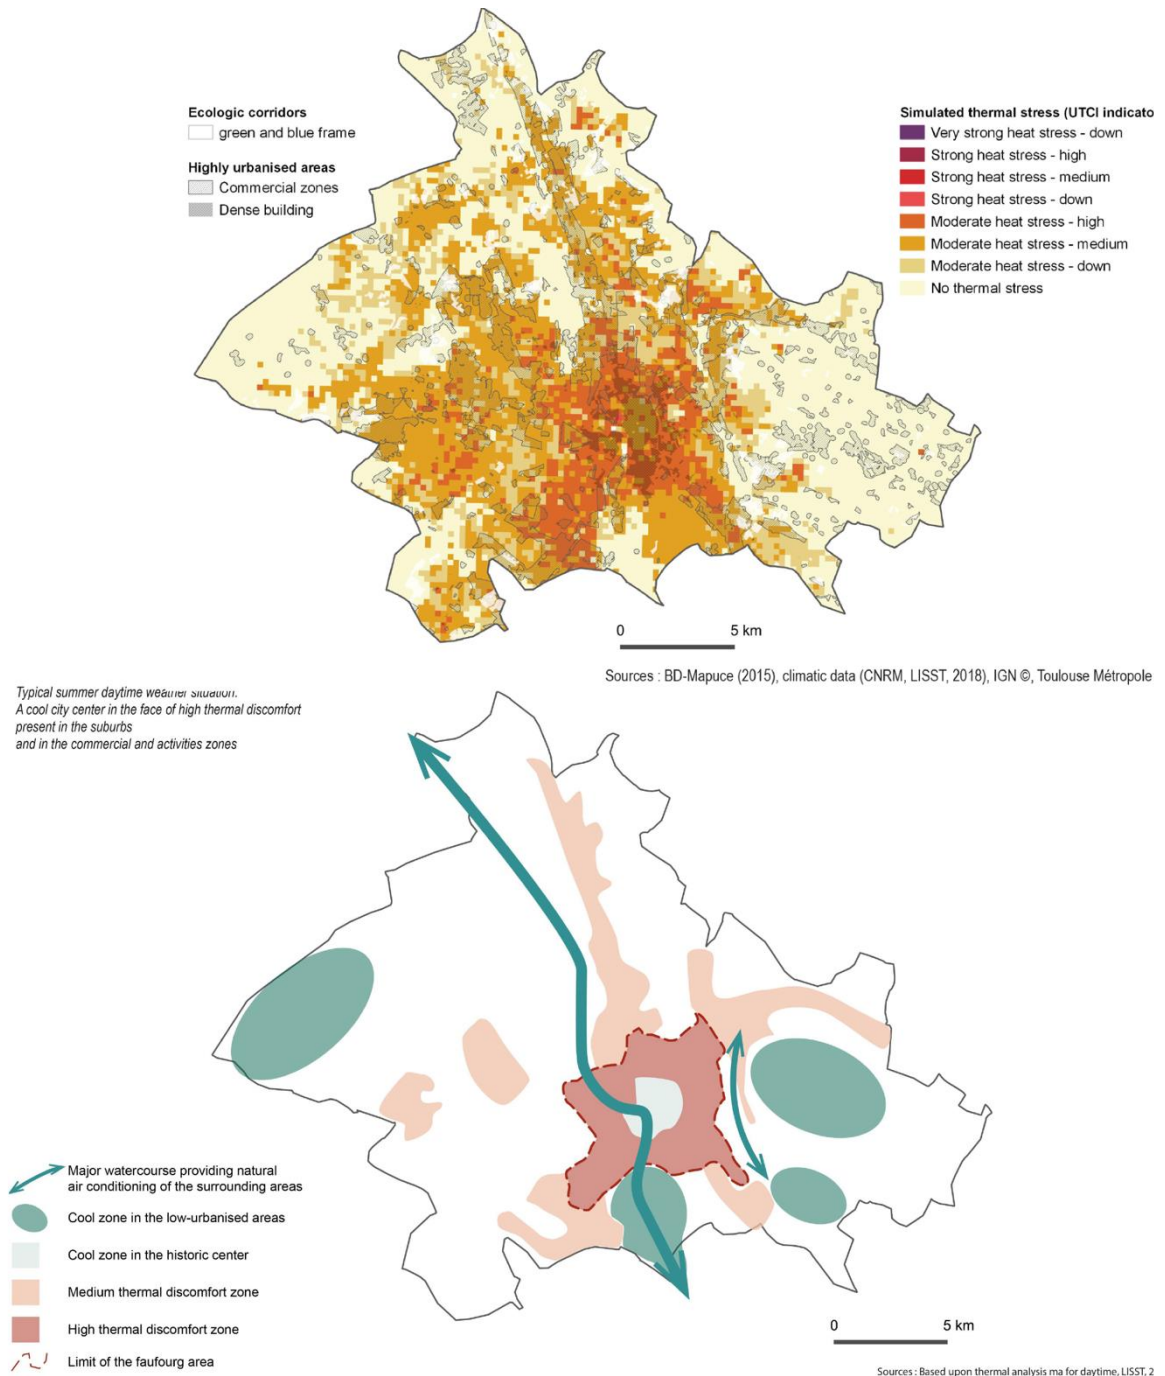 Ecologic corridors
green and blue frame
Highly urbanised areas
Commercial zones
Dense building
Simulated thermal stress (UTCI indicato
Very strong heat stress - down
Strong heat stress - high
Strong heat stress - medium
Strong heat stress - down
Moderate heat stress - high
Moderate heat stress - medium
Moderate heat stress - down
No thermal stress
0 5 km
Sources : BD-Mapuce (2015), climatic data (CNRM, LISST, 2018), IGN ©, Toulouse Métropole
Typical summer daytime weather situation.
A cool city center in the face of high thermal discomfort
present in the suburbs
and in the commercial and activities zones
Major watercourse providing natural
air conditioning of the surrounding areas
Cool zone in the low-urbanised areas
Cool zone in the historic center
Medium thermal discomfort zone
High thermal discomfort zone
Limit of the faufourg area
0 5 km
Sources : Based upon thermal analysis ma for daytime, LISST, 2